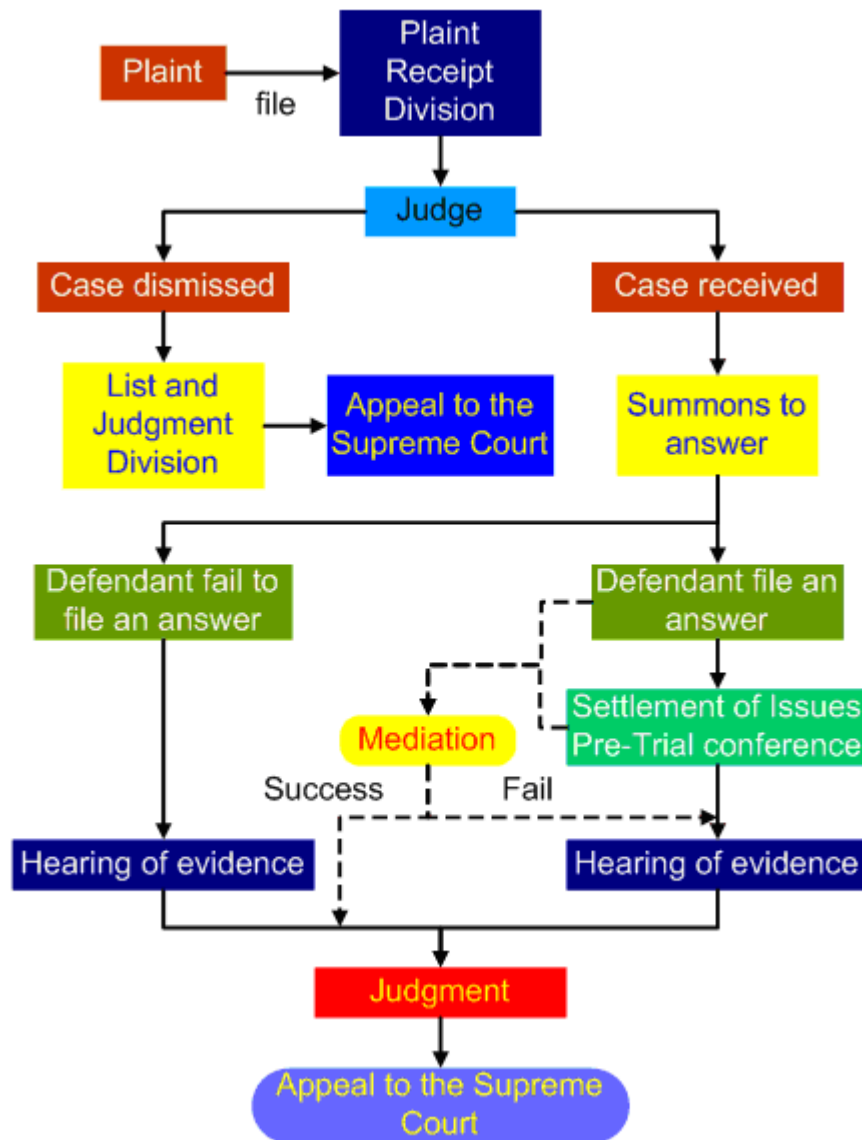 Plaint
file
Plaint
Receipt
Division
Judge
Case dismissed
Case received
List and
Judgment
Division
Appeal to the
Supreme Court
Summons to
answer
Defendant fail to
file an answer
Defendant file an
answer
Mediation
Settlement of Issues
Pre-Trial conference
Success
Fail
Hearing of evidence
Hearing of evidence
Judgment
Appeal to the Supreme
Court